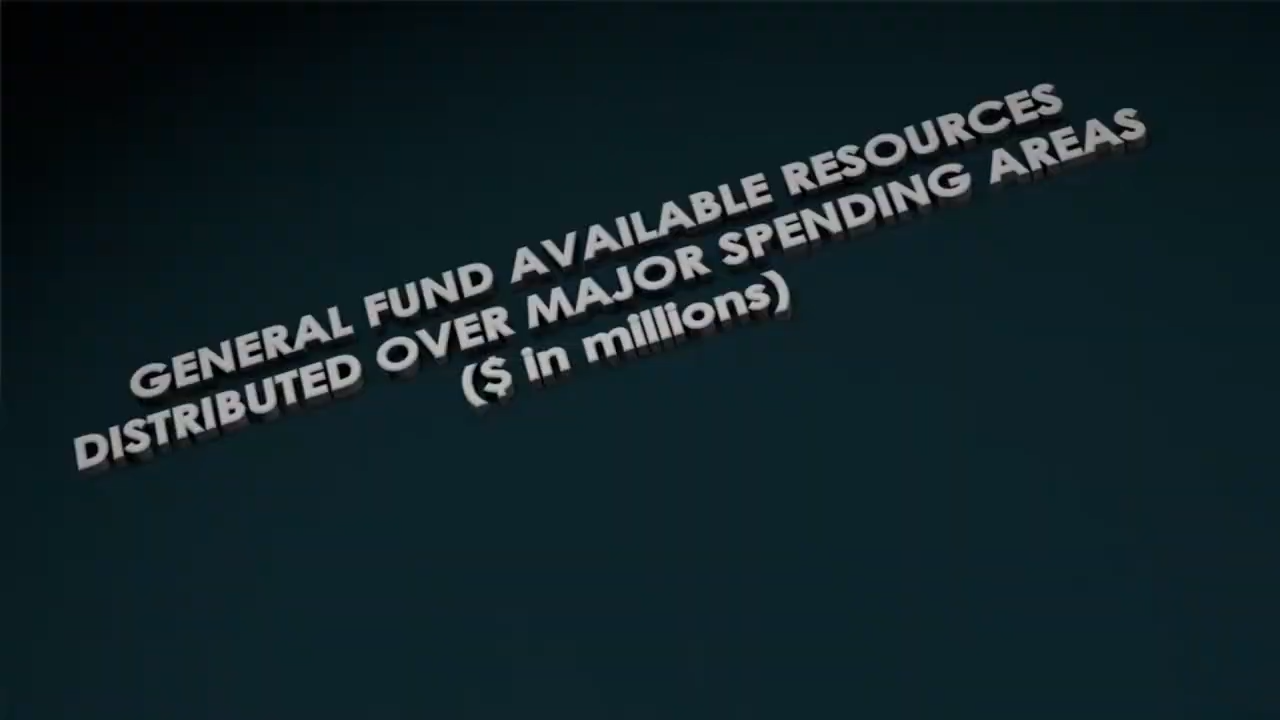 GENERAL FUND AVAILABLE RESOURCES
DISTRIBUTED OVER MAJOR SPENDING AREAS
($ in millions)